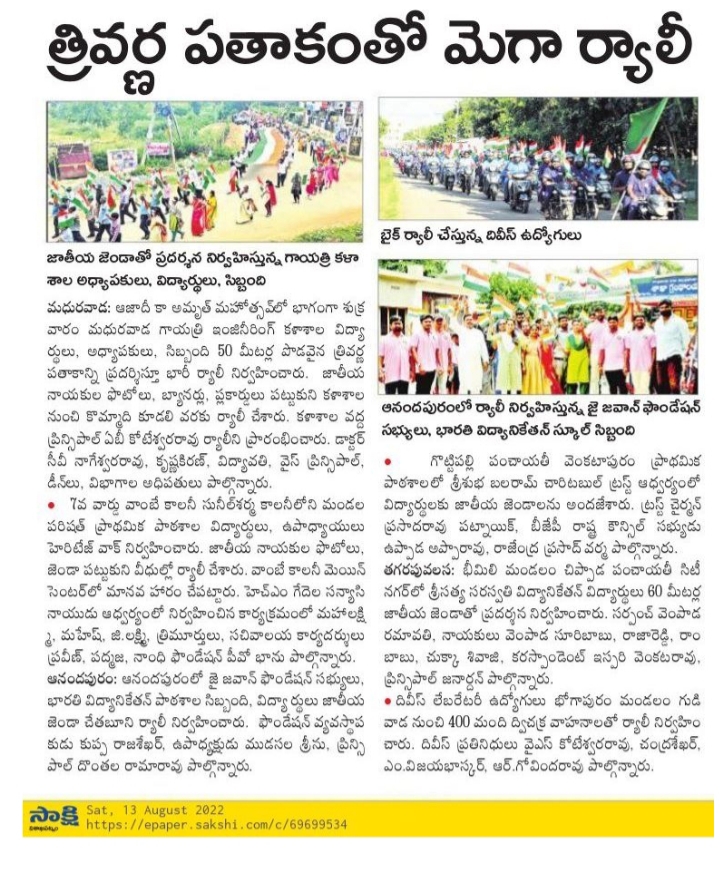 త్రివర్ణ పతాకంతో మెగా ర్యాలీ
జాతీయ జెండాతో ప్రదర్శన నిర్వహిస్తున్న గాయత్రి కళా
శాల అధ్యాపకులు, విద్యార్థులు, సిబ్బంది
మధురవాడ: ఆజాదీ కా అమృత్ మహోత్సవ్‌లో భాగంగా శుక్ర
వారం మధురవాడ గాయత్రి ఇంజినీరింగ్ కళాశాల విద్యా
ర్థులు, అధ్యాపకులు, సిబ్బంది 50 మీటర్ల పొడవైన త్రివర్ణ
పతాకాన్ని ప్రదర్శిస్తూ భారీ ర్యాలీ నిర్వహించారు. జాతీయ
నాయకుల ఫొటోలు, బ్యానర్లు, ప్లకార్డులు పట్టుకుని కళాశాల
నుంచి కొమ్మాది కూడలి వరకు ర్యాలీ చేశారు. కళాశాల వద్ద
ప్రిన్సిపాల్ ఏబీ కోటేశ్వరరావు ర్యాలీని ప్రారంభించారు. డాక్టర్
సీవీ నాగేశ్వరరావు, కృష్ణకిరణ్, విద్యావతి, వైస్ ప్రిన్సిపాల్,
డీన్‌లు, విభాగాల అధిపతులు పాల్గొన్నారు.
• 7వ వార్డు వాంబే కాలనీ సునీల్‌శర్మ కాలనీలోని మండల
పరిషత్ ప్రాథమిక పాఠశాల విద్యార్థులు, ఉపాధ్యాయులు
హెరిటేజ్ వాక్ నిర్వహించారు. జాతీయ నాయకుల ఫొటోలు,
జెండా పట్టుకుని వీధుల్లో ర్యాలీ చేశారు. వాంబే కాలనీ మెయిన్
సెంటర్‌లో మానవ హారం చేపట్టారు. హెచ్ఎం గేదెల సన్యాసి
నాయుడు ఆధ్వర్యంలో నిర్వహించిన కార్యక్రమంలో మహాలక్ష్మి
్మ, మహేష్, జి.లక్ష్మి, త్రిమూర్తులు, సచివాలయ కార్యదర్శులు
ప్రవీణ్, పద్మజ, నాంధి ఫౌండేషన్ పీవో భాను పాల్గొన్నారు.
ఆనందపురం: ఆనందపురంలో జై జవాన్ ఫౌండేషన్ సభ్యులు,
భారతి విద్యానికేతన్ పాఠశాల సిబ్బంది, విద్యార్థులు జాతీయ
జెండా చేతబూని ర్యాలీ నిర్వహించారు. ఫౌండేషన్ వ్యవస్థాప
కుడు కుప్ప రాజశేఖర్, ఉపాధ్యక్షుడు ముడసల శ్రీను, ప్రిన్సి
పాల్ దొంతల రామారావు పాల్గొన్నారు.
బైక్ ర్యాలీ చేస్తున్న దివీస్ ఉద్యోగులు
ఆనందపురంలో ర్యాలీ నిర్వహిస్తున్న జై జవాన్ ఫౌండేషన్
సభ్యులు, భారతి విద్యానికేతన్ స్కూల్ సిబ్బంది
• గొట్టిపల్లి పంచాయతీ వెంకటాపురం ప్రాథమిక
పాఠశాలలో శ్రీశుభ బలరామ్ చారిటబుల్ ట్రస్ట్ ఆధ్వర్యంలో
విద్యార్థులకు జాతీయ జెండాలను అందజేశారు. ట్రస్ట్ చైర్మన్
ప్రసాదరావు పట్నాయిక్, బీజేపీ రాష్ట్ర కౌన్సిల్ సభ్యుడు
ఉప్పాడ అప్పారావు, రాజేంద్ర ప్రసాద్ వర్మ పాల్గొన్నారు.
తగరపువలస: భీమిలి మండలం చిప్పాడ పంచాయతీ సిటీ
నగర్‌లో శ్రీసత్య సరస్వతి విద్యానికేతన్ విద్యార్థులు 60 మీటర్ల
జాతీయ జెండాతో ప్రదర్శన నిర్వహించారు. సర్పంచ్ వెంపాడ
రమావతి, నాయకులు వెంపాడ సూరిబాబు, రాజారెడ్డి, రాం
బాబు, చుక్కా శివాజి, కరస్పాండెంట్ ఇస్పరి వెంకటరావు,
ప్రిన్సిపాల్ జనార్దన్ పాల్గొన్నారు.
• దివీస్ లేబరేటరీ ఉద్యోగులు భోగాపురం మండలం గుడి
వాడ నుంచి 400 మంది ద్విచక్ర వాహనాలతో ర్యాలీ నిర్వహిం
చారు. దివీస్ ప్రతినిధులు వైఎస్ కోటేశ్వరరావు, చంద్రశేఖర్,
ఎం.విజయభాస్కర్, ఆర్.గోవిందరావు పాల్గొన్నారు.
సాక్షి
విశాఖపట్నం
Sat, 13 August 2022
https://epaper.sakshi.com/c/69699534